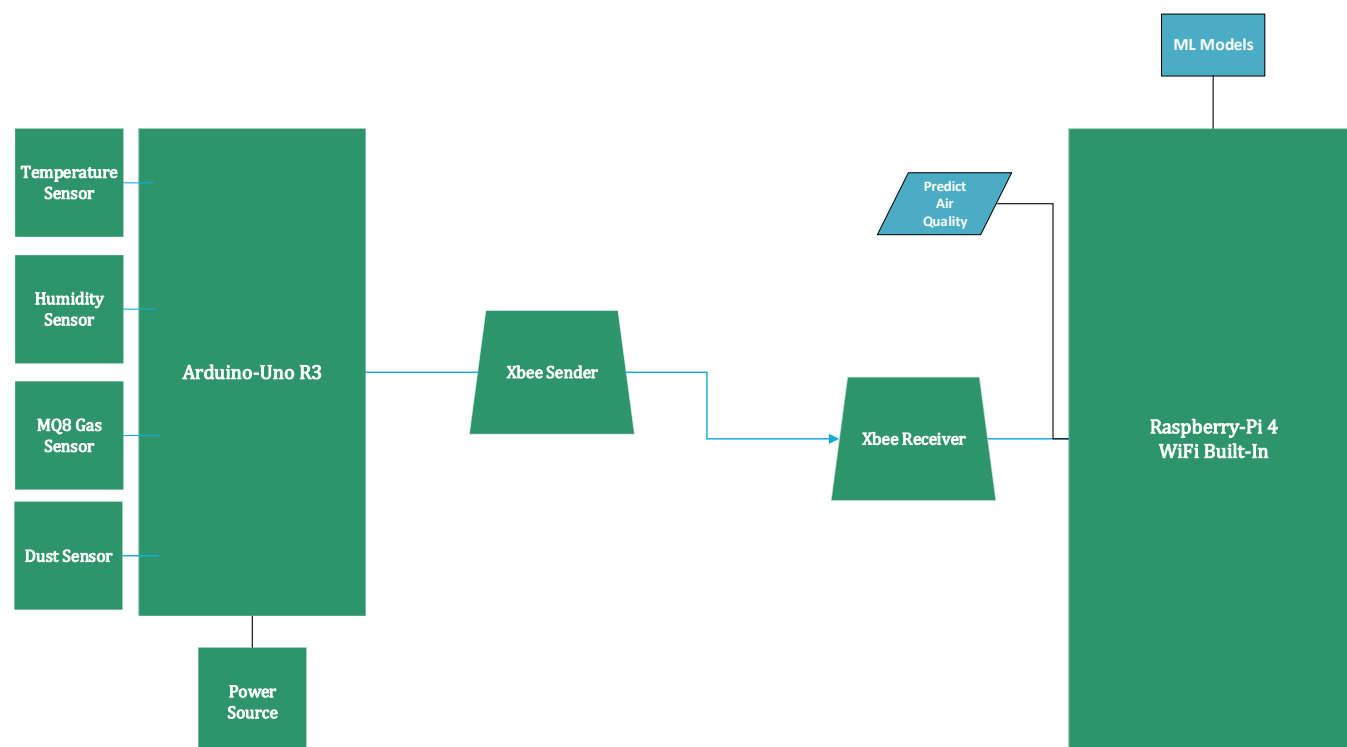 ML Models
Temperature
Sensor
Humidity
Sensor
MQ8 Gas
Sensor
Dust Sensor
Arduino-Uno R3
Power
Source
Xbee Sender
Xbee Receiver
Predict
Air
Quality
Raspberry-Pi 4
WiFi Built-In